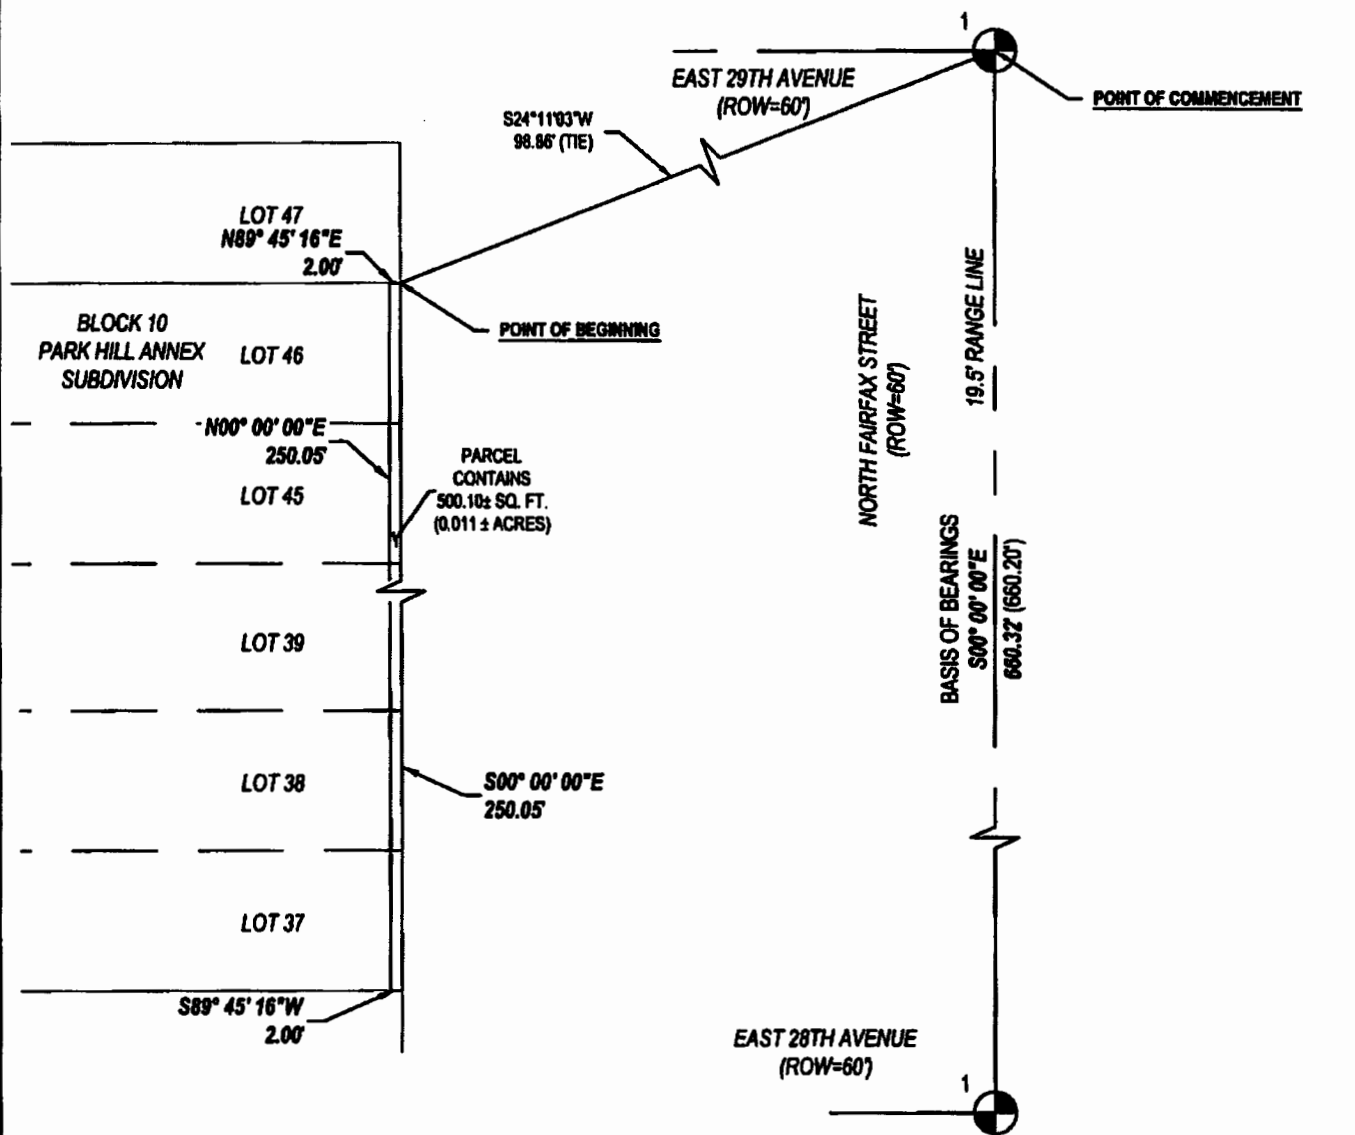 1
EAST 29TH AVENUE
(ROW=60')
POINT OF COMMENCEMENT
S24°11'03"W
98.86' (TIE)
LOT 47
N89° 45' 16"E
2.00'
POINT OF BEGINNING
BLOCK 10
PARK HILL ANNEX
SUBDIVISION
LOT 46
N00° 00' 00"E
250.05'
LOT 45
PARCEL
CONTAINS
500.10± SQ. FT.
(0.011 ± ACRES)
NORTH FAIRFAX STREET
(ROW=60')
19.5' RANGE LINE
BASIS OF BEARINGS
S00° 00' 00"E
660.32' (660.20')
LOT 39
LOT 38
S00° 00' 00"E
250.05'
LOT 37
S89° 45' 16"W
2.00'
EAST 28TH AVENUE
(ROW=60')
1